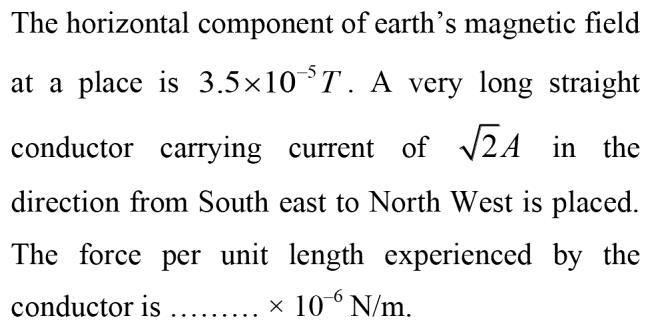 The horizontal component of earth's magnetic field
at a place is 3.5×10⁻⁵T. A very long straight
conductor carrying current of √2A in the
direction from South east to North West is placed.
The force per unit length experienced by the
conductor is ......... × 10⁻⁶ N/m.